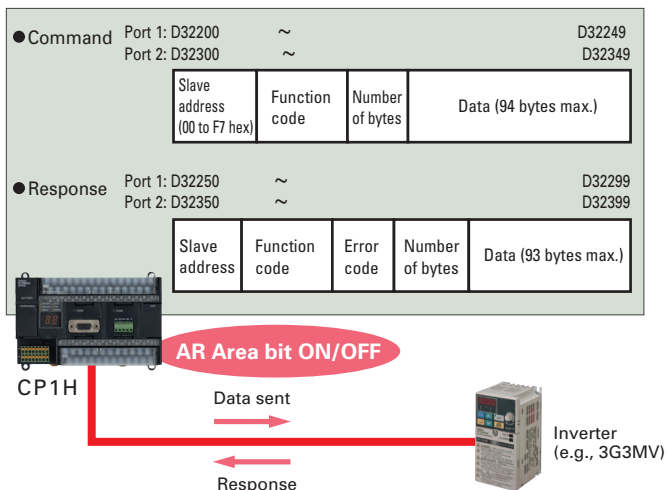 ●Command Port 1: D32200 ~ D32249
Port 2: D32300 ~ D32349
Slave address (00 to F7 hex) Function code Number of bytes Data (94 bytes max.)
●Response Port 1: D32250 ~ D32299
Port 2: D32350 ~ D32399
Slave address Function code Error code Number of bytes Data (93 bytes max.)
AR Area bit ON/OFF
CP1H
Data sent
Response
Inverter
(e.g., 3G3MV)